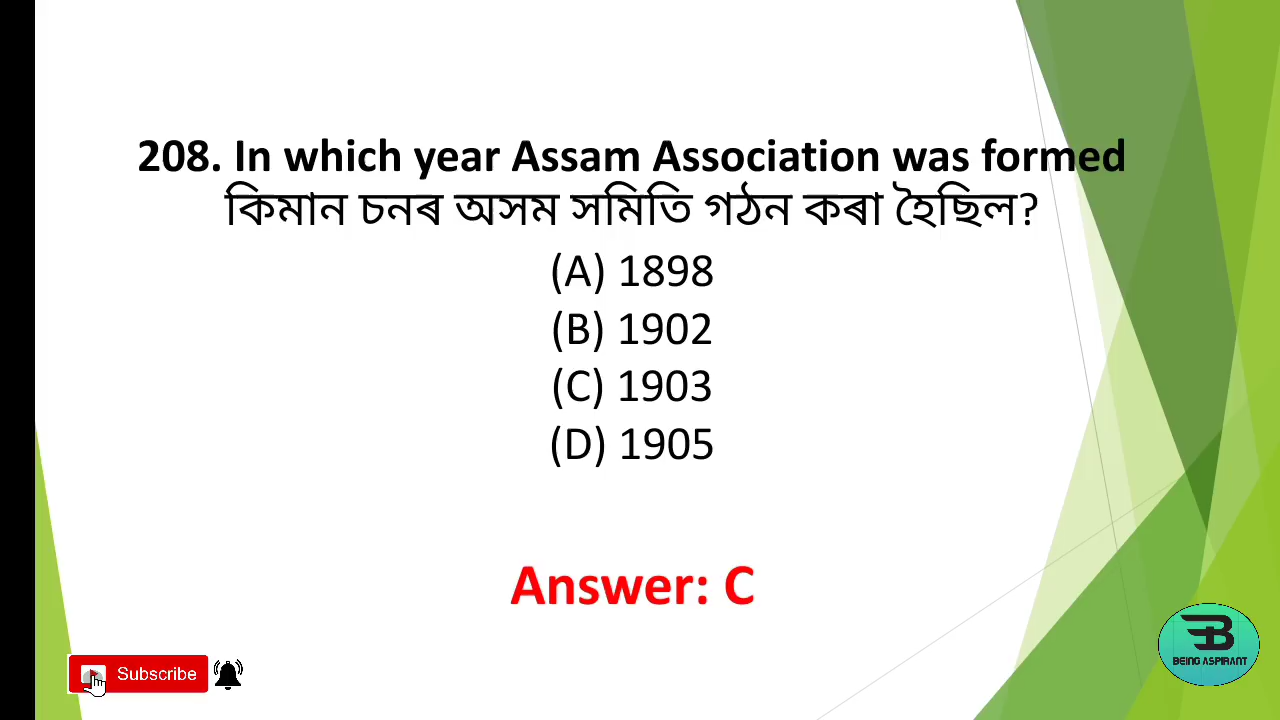 208. In which year Assam Association was formed
কিমান চনৰ অসম সমিতি গঠন কৰা হৈছিল?
(A) 1898
(B) 1902
(C) 1903
(D) 1905
Answer: C
Subscribe
BEING ASPIRANT